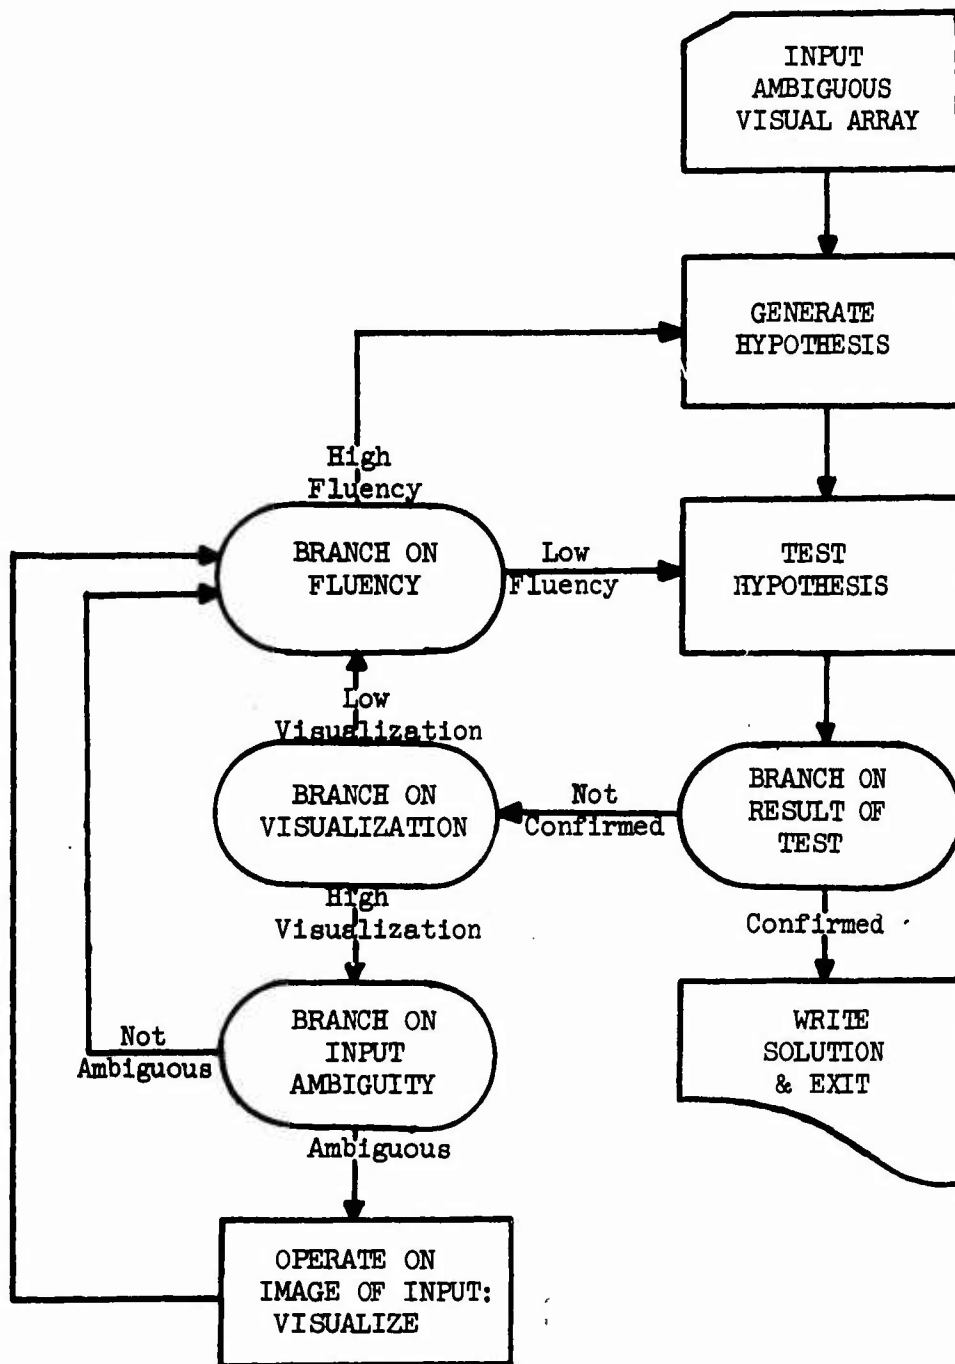 INPUT
AMBIGUOUS
VISUAL ARRAY
GENERATE
HYPOTHESIS
High
Fluency
BRANCH ON
FLUENCY
Low
Fluency
TEST
HYPOTHESIS
Low
Visualization
BRANCH ON
VISUALIZATION
Not
Confirmed
BRANCH ON
RESULT OF
TEST
High
Visualization
Confirmed
BRANCH ON
INPUT
AMBIGUITY
Not
Ambiguous
WRITE
SOLUTION
& EXIT
Ambiguous
OPERATE ON
IMAGE OF INPUT:
VISUALIZE